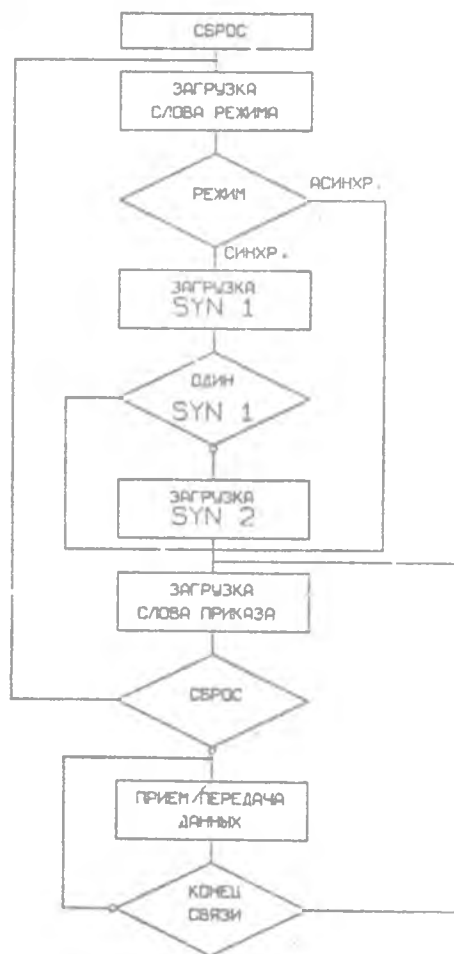 СБРОС
ЗАГРУЗКА
СЛОВА РЕЖИМА
РЕЖИМ
АСИНХР.
СИНХР.
ЗАГРУЗКА
SYN 1
ОДИН
SYN 1
ЗАГРУЗКА
SYN 2
ЗАГРУЗКА
СЛОВА ПРИКАЗА
СБРОС
ПРИЕМ/ПЕРЕДАЧА
ДАННЫХ
КОНЕЦ
СВЯЗИ